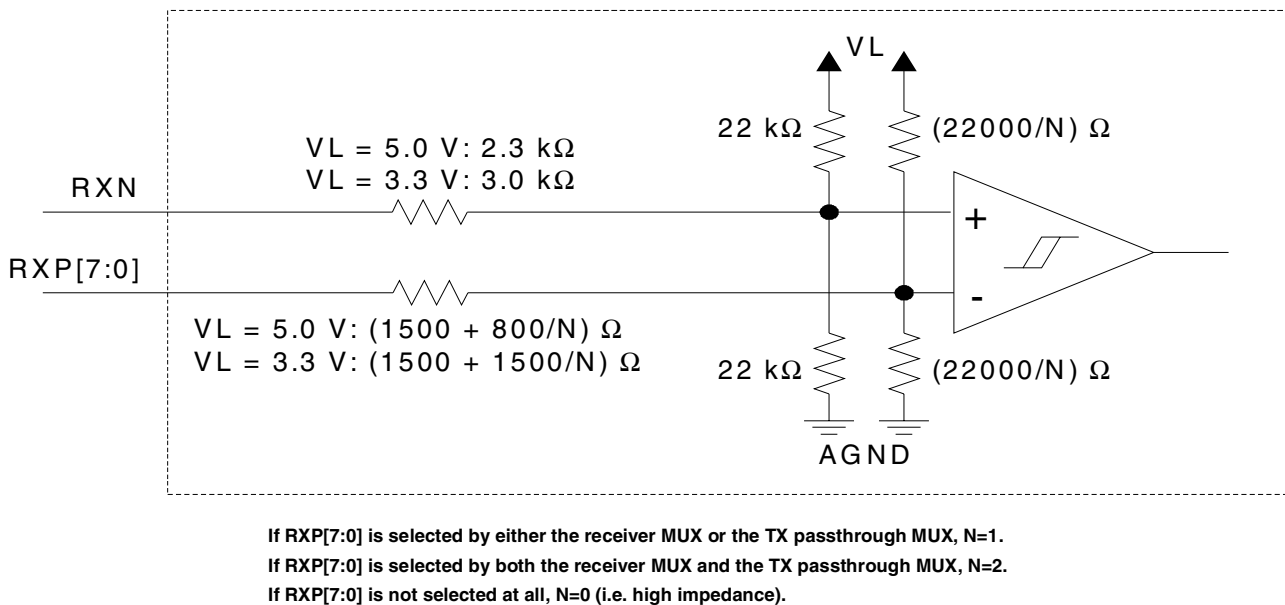 VL
22 kΩ
(22000/N) Ω
VL = 5.0 V: 2.3 kΩ
VL = 3.3 V: 3.0 kΩ
RXN
+
RXP[7:0]
-
VL = 5.0 V: (1500 + 800/N) Ω
VL = 3.3 V: (1500 + 1500/N) Ω
22 kΩ
(22000/N) Ω
AGND
If RXP[7:0] is selected by either the receiver MUX or the TX passthrough MUX, N=1.
If RXP[7:0] is selected by both the receiver MUX and the TX passthrough MUX, N=2.
If RXP[7:0] is not selected at all, N=0 (i.e. high impedance).